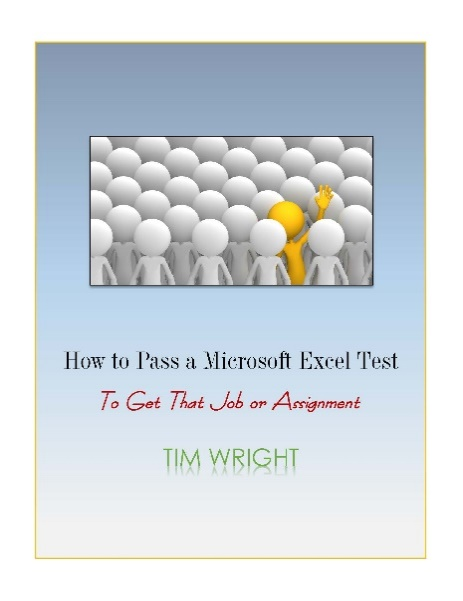 How to Pass a Microsoft Excel Test
To Get That Job or Assignment
TIM WRIGHT